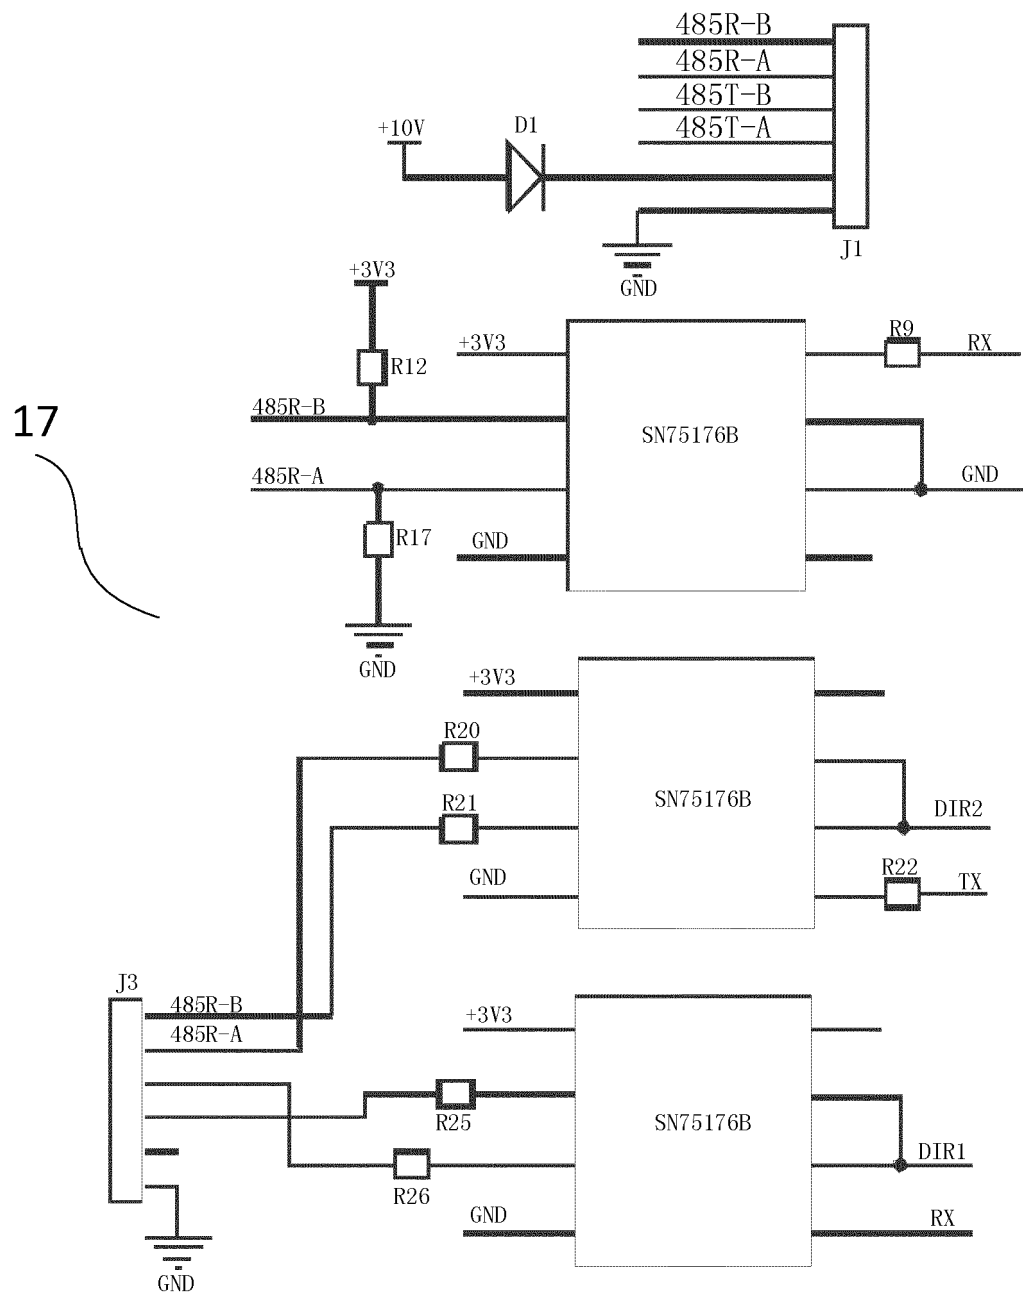 485R-B
485R-A
485T-B
485T-A
+10V
D1
J1
GND
+3V3
+3V3
R9
RX
R12
485R-B
17
SN75176B
485R-A
GND
R17
GND
GND
+3V3
R20
SN75176B
R21
DIR2
GND
R22
TX
J3
485R-B
485R-A
+3V3
R25
SN75176B
DIR1
R26
GND
RX
GND